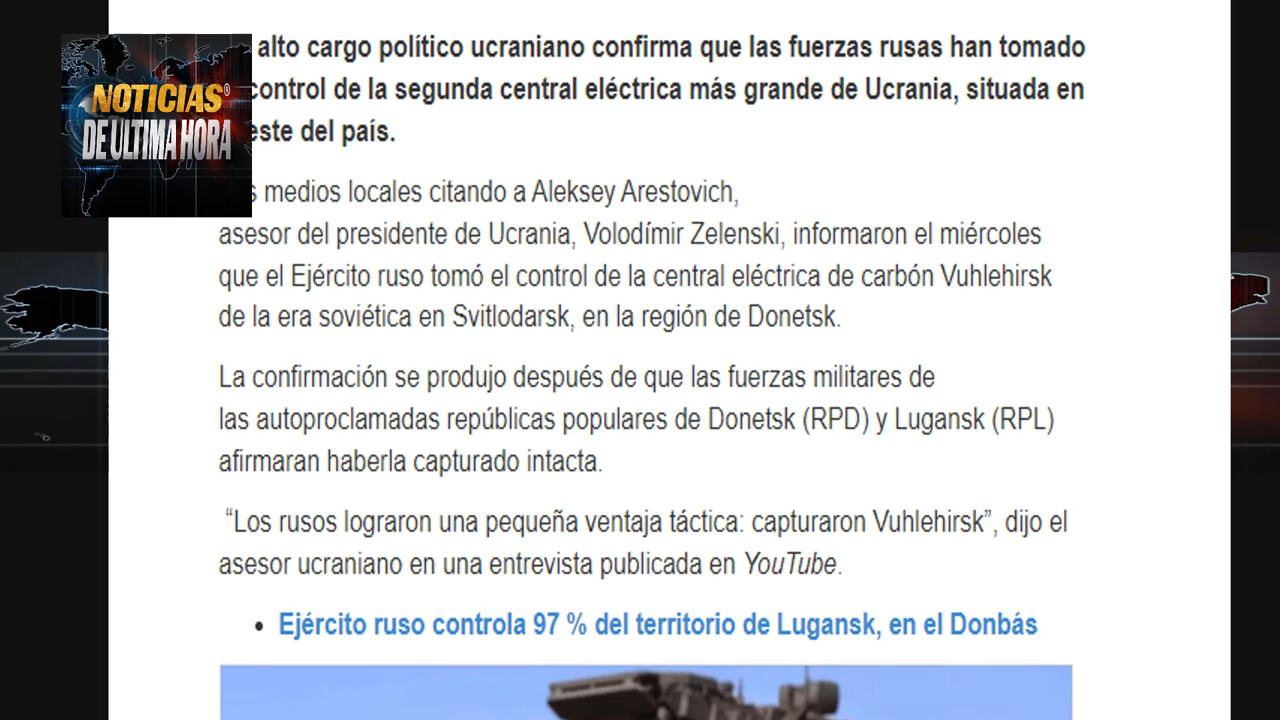 NOTICIAS®
DE ULTIMA HORA
alto cargo político ucraniano confirma que las fuerzas rusas han tomado
control de la segunda central eléctrica más grande de Ucrania, situada en
este del país.
medios locales citando a Aleksey Arestovich,
asesor del presidente de Ucrania, Volodímir Zelenski, informaron el miércoles
que el Ejército ruso tomó el control de la central eléctrica de carbón Vuhlehirsk
de la era soviética en Svitlodarsk, en la región de Donetsk.
La confirmación se produjo después de que las fuerzas militares de
las autoproclamadas repúblicas populares de Donetsk (RPD) y Lugansk (RPL)
afirmaran haberla capturado intacta.
“Los rusos lograron una pequeña ventaja táctica: capturaron Vuhlehirsk”, dijo el
asesor ucraniano en una entrevista publicada en YouTube.
• Ejército ruso controla 97 % del territorio de Lugansk, en el Donbás